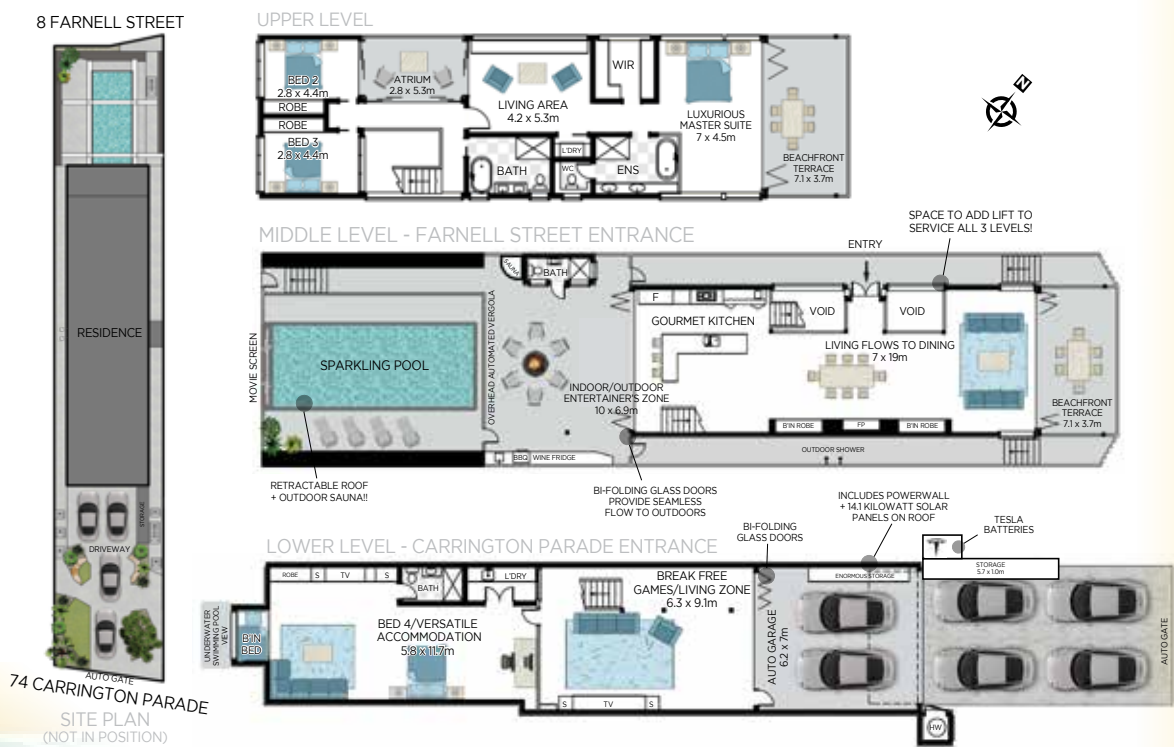 8 FARNELL STREET
RESIDENCE
STORAGE
DRIVEWAY
AUTO GATE
74 CARRINGTON PARADE
SITE PLAN
(NOT IN POSITION)
UPPER LEVEL
BED 2
2.8 x 4.4m
ROBE
ROBE
BED 3
2.8 x 4.4m
ATRIUM
2.8 x 5.3m
LIVING AREA
4.2 x 5.3m
WIR
LUXURIOUS
MASTER SUITE
7 x 4.5m
BATH
L'DRY
WC
ENS
BEACHFRONT
TERRACE
7.1 x 3.7m
N
MIDDLE LEVEL - FARNELL STREET ENTRANCE
ENTRY
SPACE TO ADD LIFT TO
SERVICE ALL 3 LEVELS!
MOVIE SCREEN
SPARKLING POOL
OVERHEAD AUTOMATED VERGOLA
SAUNA
BATH
F
GOURMET KITCHEN
VOID
VOID
LIVING FLOWS TO DINING
7 x 19m
INDOOR/OUTDOOR
ENTERTAINER'S ZONE
10 x 6.9m
BEACHFRONT
TERRACE
7.1 x 3.7m
B'IN ROBE
FP
B'IN ROBE
OUTDOOR SHOWER
BBQ
WINE FRIDGE
RETRACTABLE ROOF
+ OUTDOOR SAUNA!!
BI-FOLDING GLASS DOORS
PROVIDE SEAMLESS
FLOW TO OUTDOORS
INCLUDES POWERWALL
+ 14.1 KILOWATT SOLAR
PANELS ON ROOF
TESLA
BATTERIES
BI-FOLDING
GLASS DOORS
LOWER LEVEL - CARRINGTON PARADE ENTRANCE
ROBE
S
TV
S
BATH
L'DRY
UNDERWATER
SWIMMING POOL
VIEW
B'IN
BED
BED 4/VERSATILE
ACCOMMODATION
5.8 x 11.7m
BREAK FREE
GAMES/LIVING ZONE
6.3 x 9.1m
S
TV
S
AUTO GARAGE
6.2 x 7m
ENORMOUS STORAGE
STORAGE
5.7 x 1.0m
AUTO GATE
HW